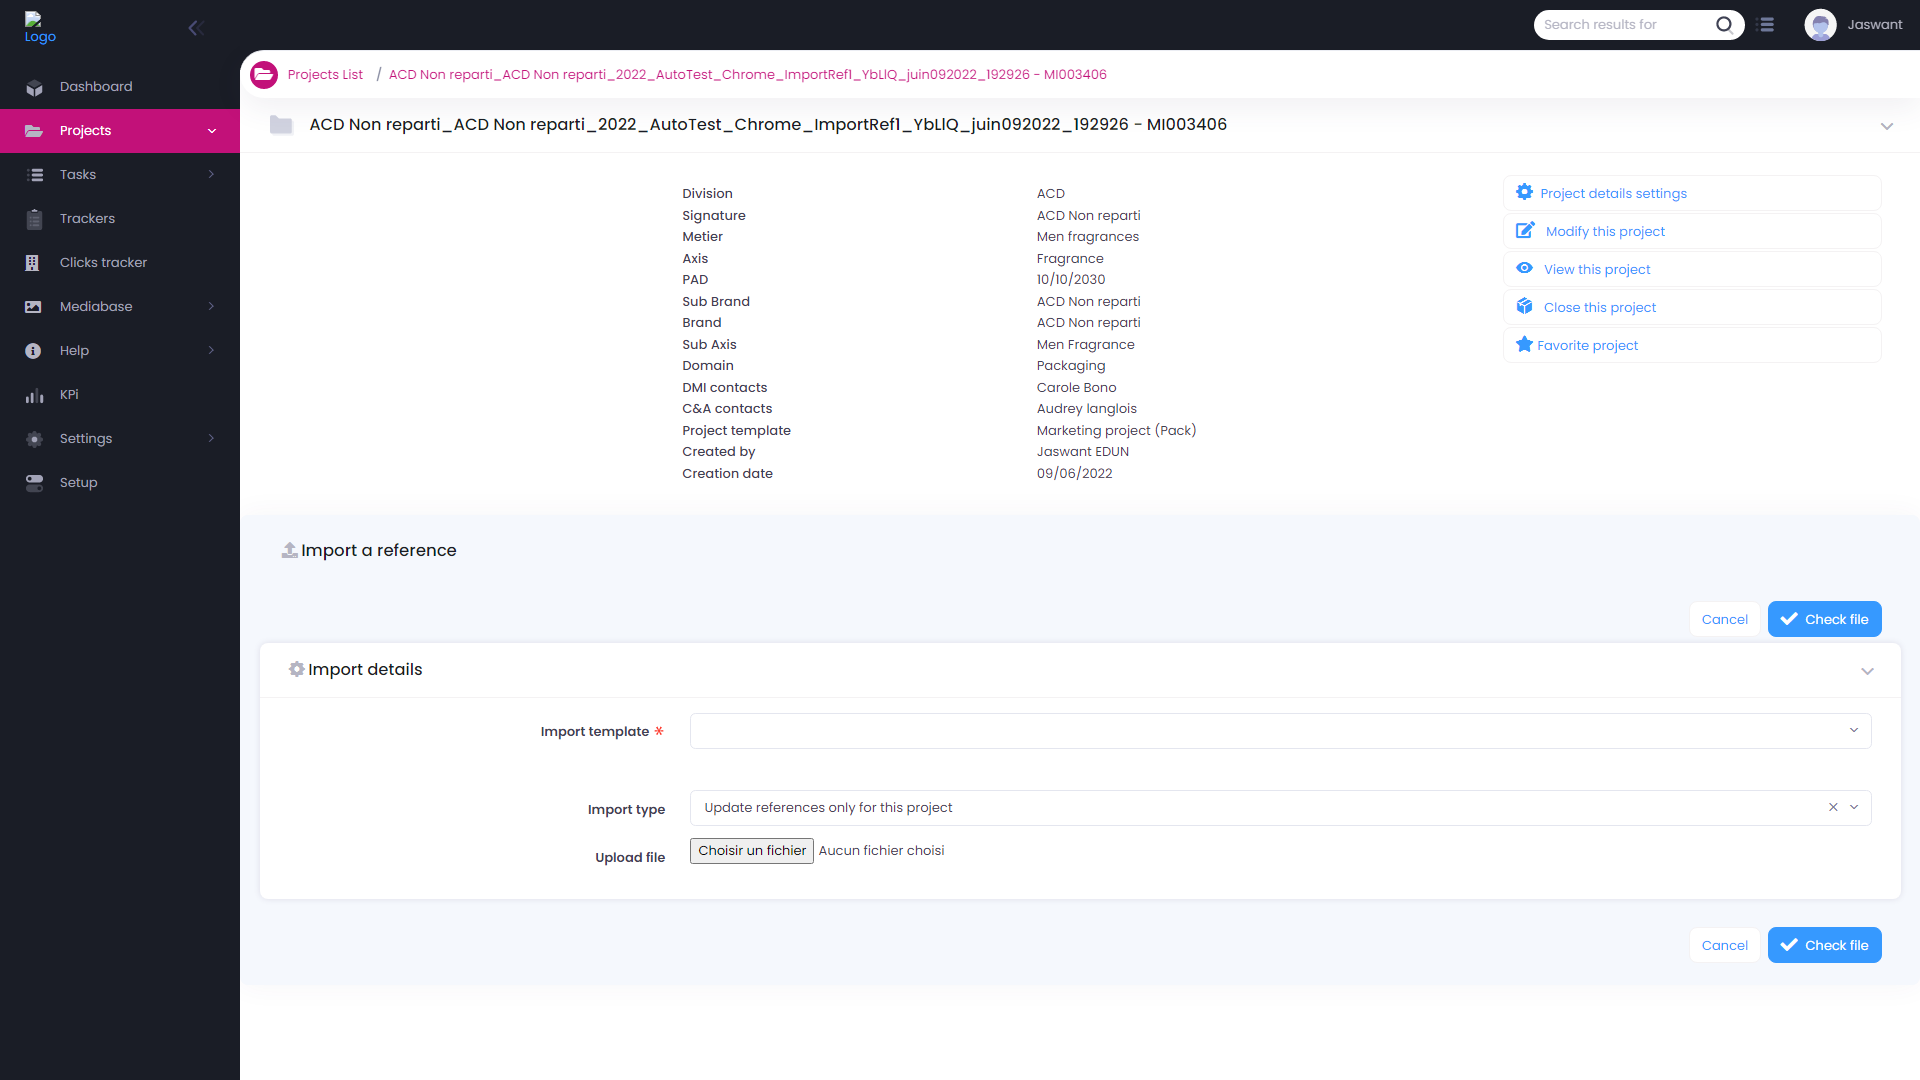 Logo
Search results for
Jaswant
Dashboard
Projects
Tasks
Trackers
Clicks tracker
Mediabase
Help
KPi
Settings
Setup
Projects List / ACD Non reparti_ACD Non reparti_2022_AutoTest_Chrome_ImportRef1_YbLlQ_juin092022_192926 - MI003406
ACD Non reparti_ACD Non reparti_2022_AutoTest_Chrome_ImportRef1_YbLlQ_juin092022_192926 - MI003406
Division ACD
Signature ACD Non reparti
Metier Men fragrances
Axis Fragrance
PAD 10/10/2030
Sub Brand ACD Non reparti
Brand ACD Non reparti
Sub Axis Men Fragrance
Domain Packaging
DMI contacts Carole Bono
C&A contacts Audrey langlois
Project template Marketing project (Pack)
Created by Jaswant EDUN
Creation date 09/06/2022
Project details settings
Modify this project
View this project
Close this project
Favorite project
Import a reference
Cancel Check file
Import details
Import template *
Import type Update references only for this project
Upload file Choisir un fichier Aucun fichier choisi
Cancel Check file